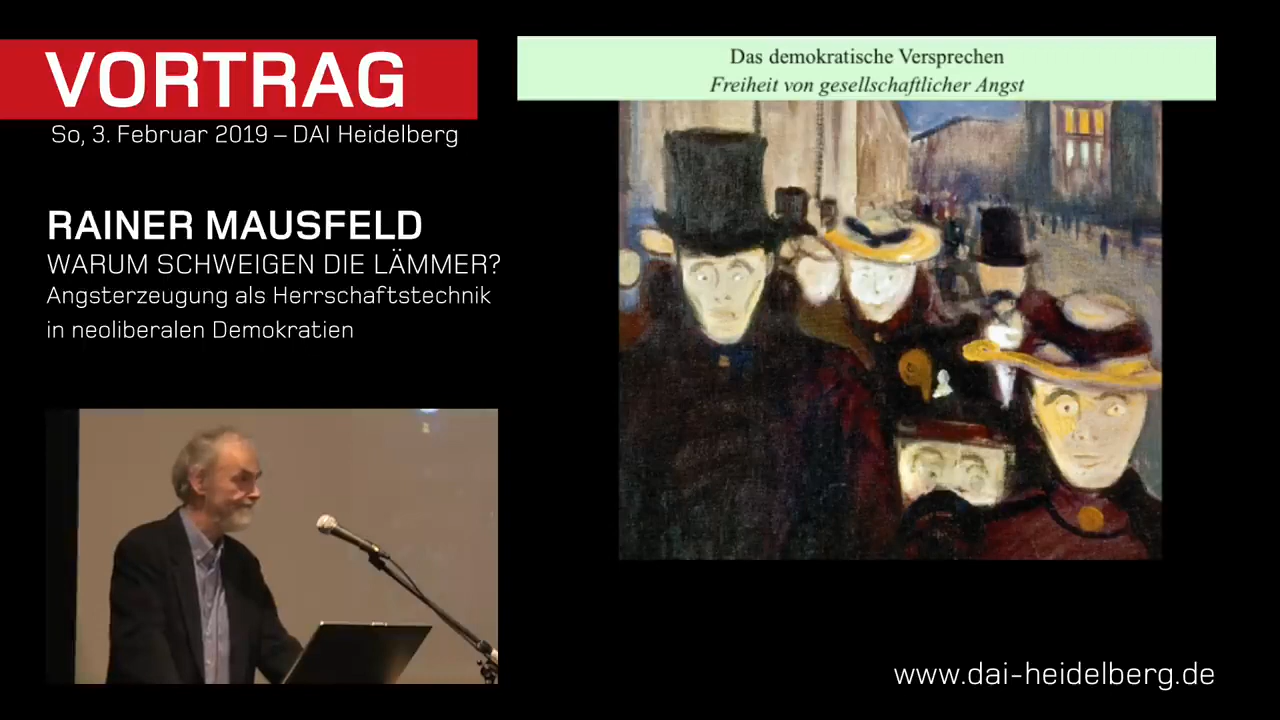 VORTRAG
So, 3. Februar 2019 – DAI Heidelberg
RAINER MAUSFELD
WARUM SCHWEIGEN DIE LÄMMER?
Angsterzeugung als Herrschaftstechnik
in neoliberalen Demokratien
Das demokratische Versprechen
Freiheit von gesellschaftlicher Angst
www.dai-heidelberg.de